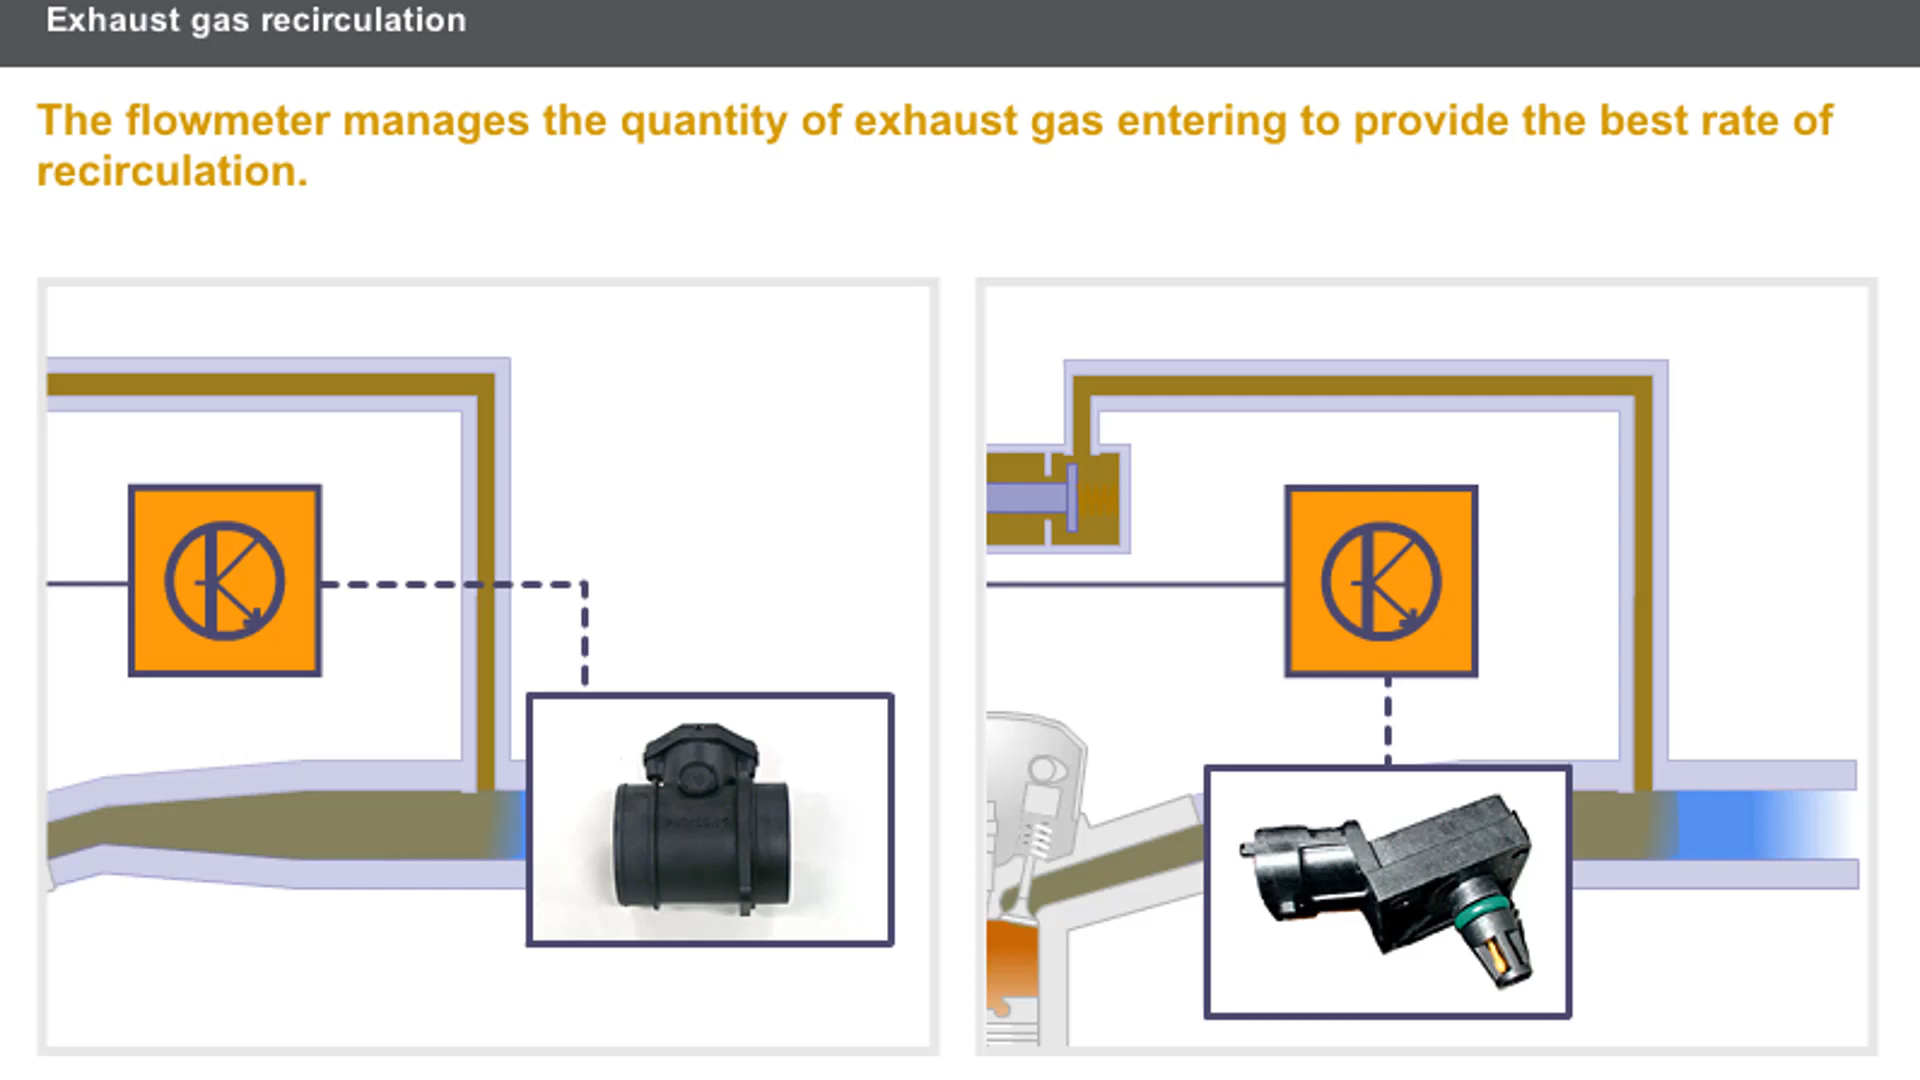 Exhaust gas recirculation
The flowmeter manages the quantity of exhaust gas entering to provide the best rate of
recirculation.